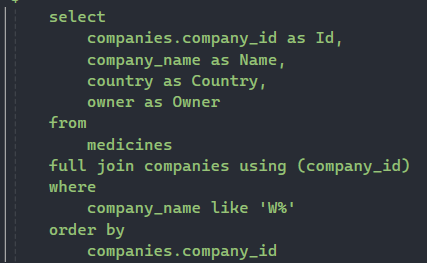 select
companies.company_id as Id,
company_name as Name,
country as Country,
owner as Owner
from
medicines
full join companies using (company_id)
where
company_name like 'W%'
order by
companies.company_id